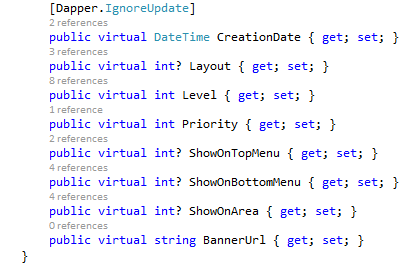 [Dapper.IgnoreUpdate]
2 references
public virtual DateTime CreationDate { get; set; }
3 references
public virtual int? Layout { get; set; }
8 references
public virtual int Level { get; set; }
1 reference
public virtual int Priority { get; set; }
2 references
public virtual int? ShowOnTopMenu { get; set; }
4 references
public virtual int? ShowOnBottomMenu { get; set; }
4 references
public virtual int? ShowOnArea { get; set; }
0 references
public virtual string BannerUrl { get; set; }
}